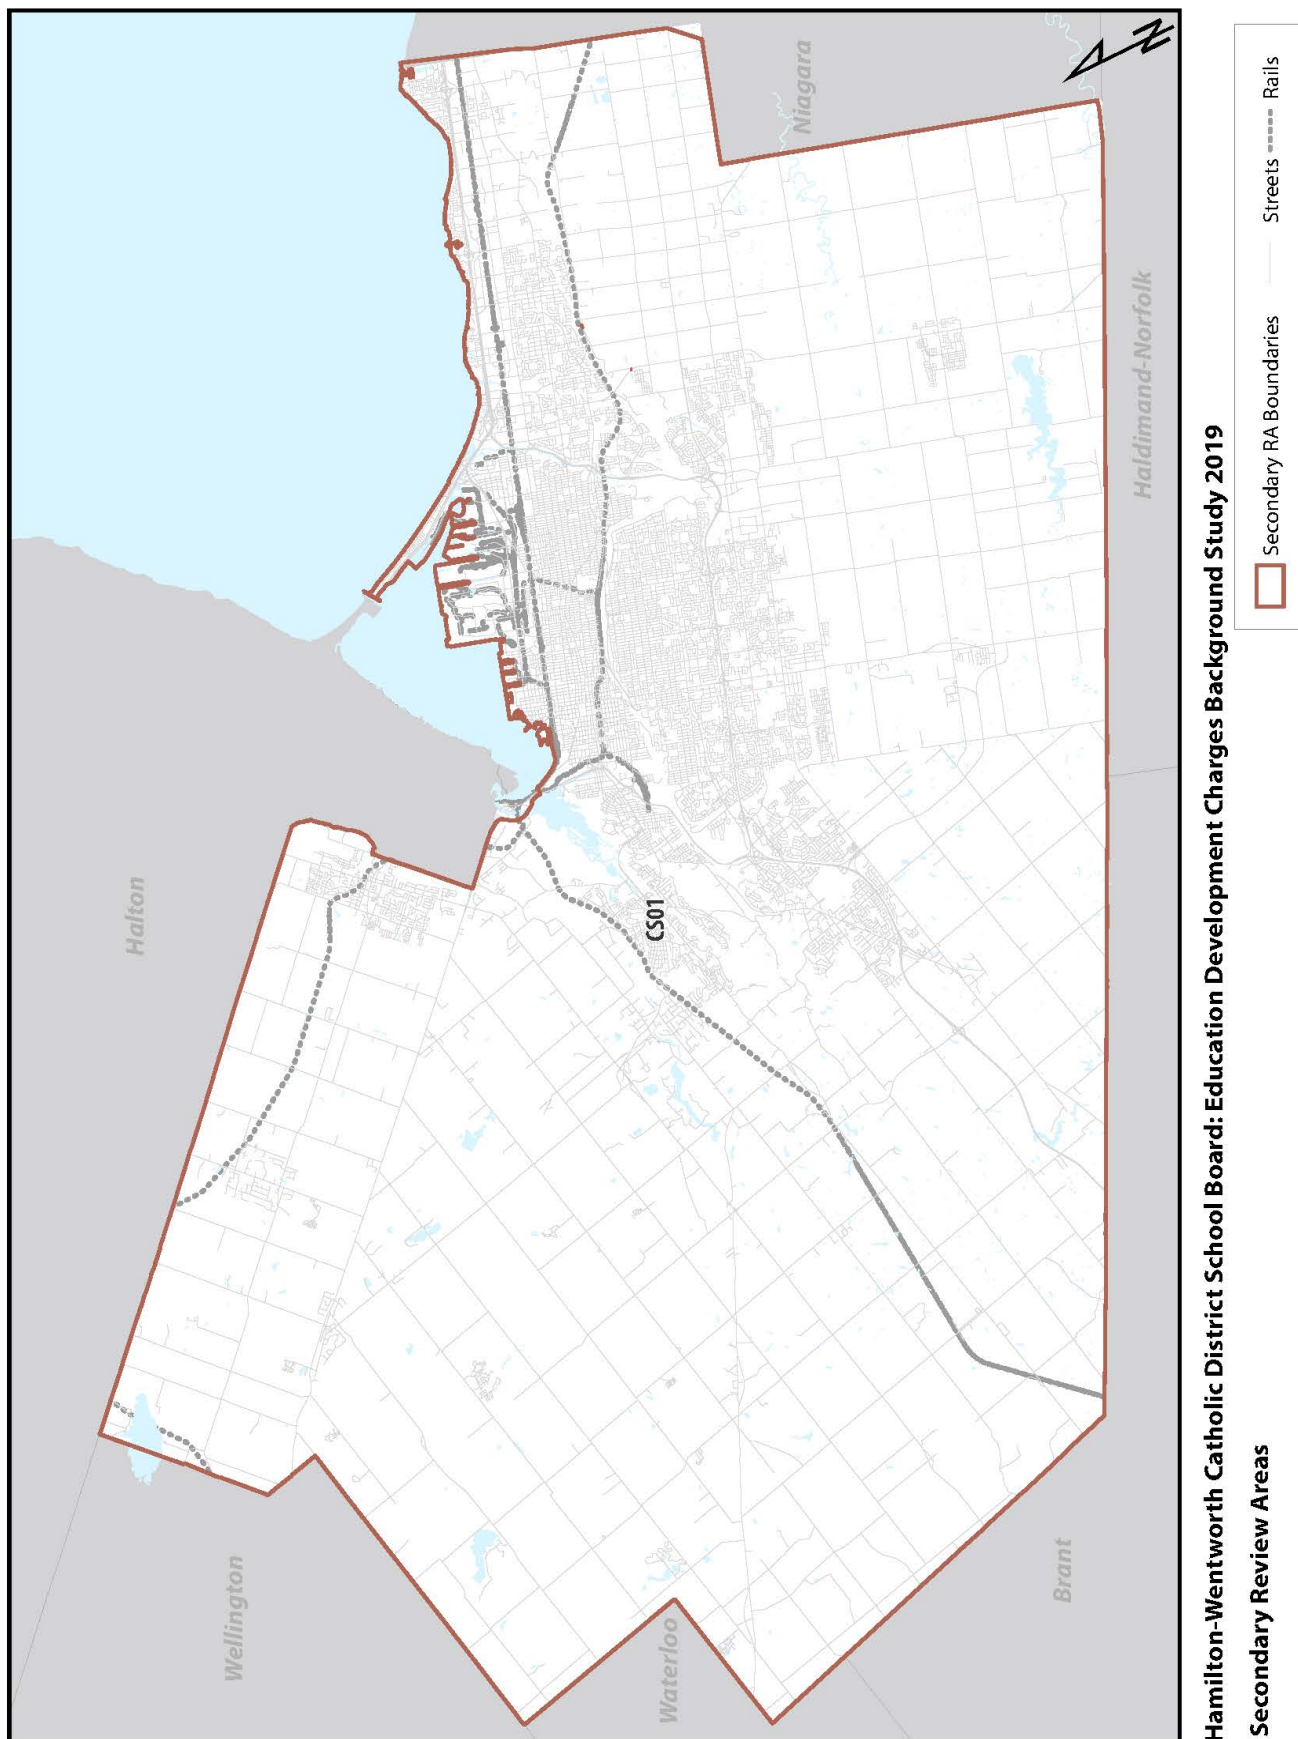 Wellington
Halton
Waterloo
CS01
Niagara
Brant
Haldimand-Norfolk
N
Hamilton-Wentworth Catholic District School Board: Education Development Charges Background Study 2019
Secondary Review Areas
Secondary RA Boundaries
Streets
Rails